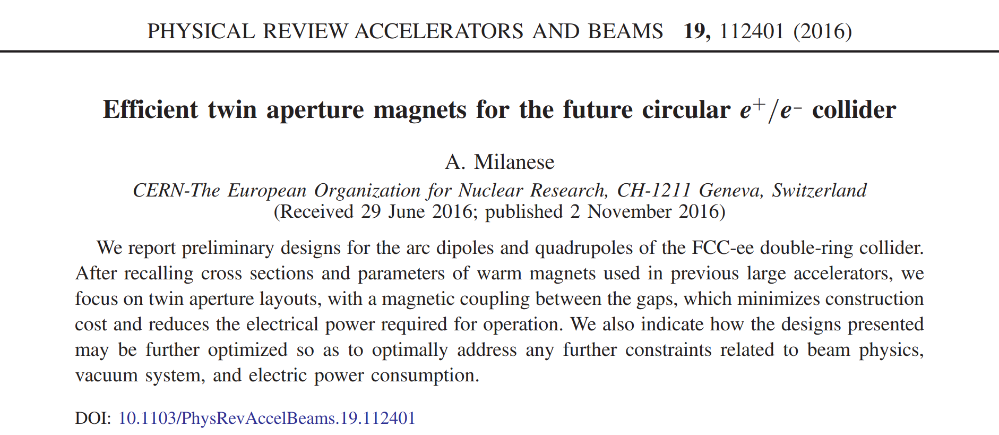 PHYSICAL REVIEW ACCELERATORS AND BEAMS 19, 112401 (2016)
Efficient twin aperture magnets for the future circular e+/e− collider
A. Milanese
CERN-The European Organization for Nuclear Research, CH-1211 Geneva, Switzerland
(Received 29 June 2016; published 2 November 2016)
We report preliminary designs for the arc dipoles and quadrupoles of the FCC-ee double-ring collider.
After recalling cross sections and parameters of warm magnets used in previous large accelerators, we
focus on twin aperture layouts, with a magnetic coupling between the gaps, which minimizes construction
cost and reduces the electrical power required for operation. We also indicate how the designs presented
may be further optimized so as to optimally address any further constraints related to beam physics,
vacuum system, and electric power consumption.
DOI: 10.1103/PhysRevAccelBeams.19.112401